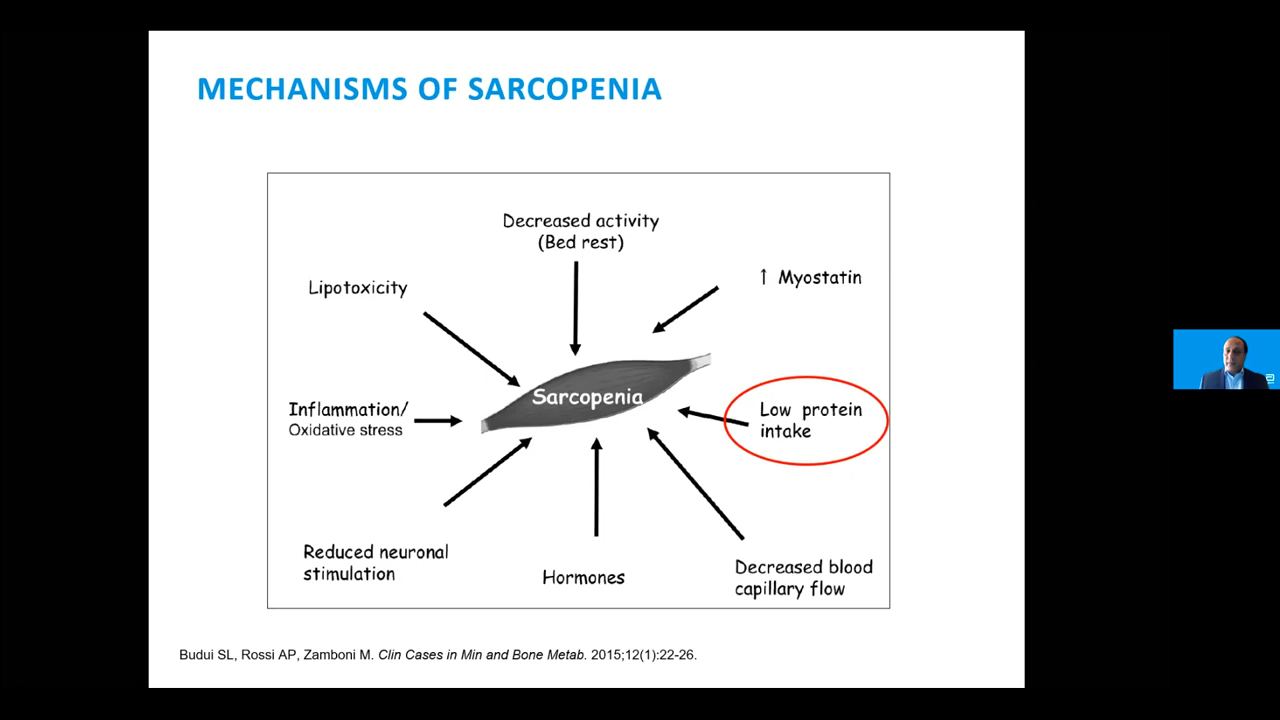 MECHANISMS OF SARCOPENIA
Decreased activity
(Bed rest)
Lipotoxicity
↑ Myostatin
Sarcopenia
Inflammation/
Oxidative stress
Low protein
intake
Reduced neuronal
stimulation
Hormones
Decreased blood
capillary flow
Budui SL, Rossi AP, Zamboni M. Clin Cases in Min and Bone Metab. 2015;12(1):22-26.